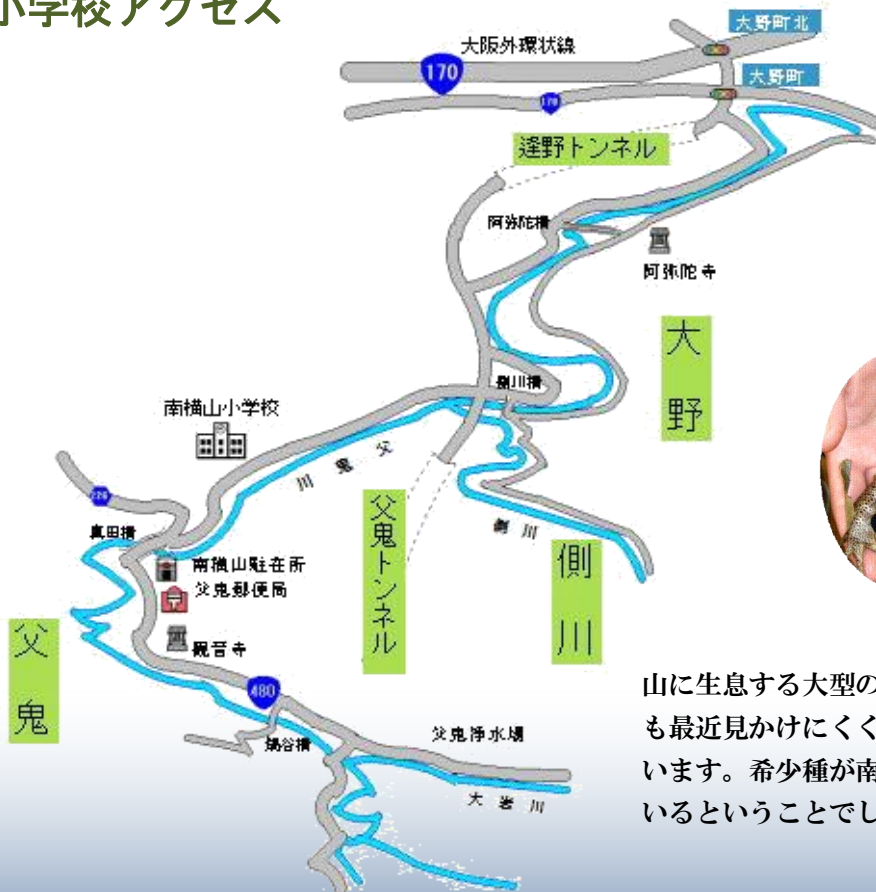 小学校アクセス
大野町北
大阪外環状線
170
大野町
170
逢野トンネル
阿弥陀橋
阿弥陀寺
大野
側川橋
南横山小学校
父鬼川
226
真田橋
父鬼トンネル
側川
側川
南横山駐在所
父鬼郵便局
観音寺
父鬼
480
父鬼浄水場
鍋谷橋
大岩川
山に生息する大型の
も最近見かけにくく
います。希少種が南
いるということでし